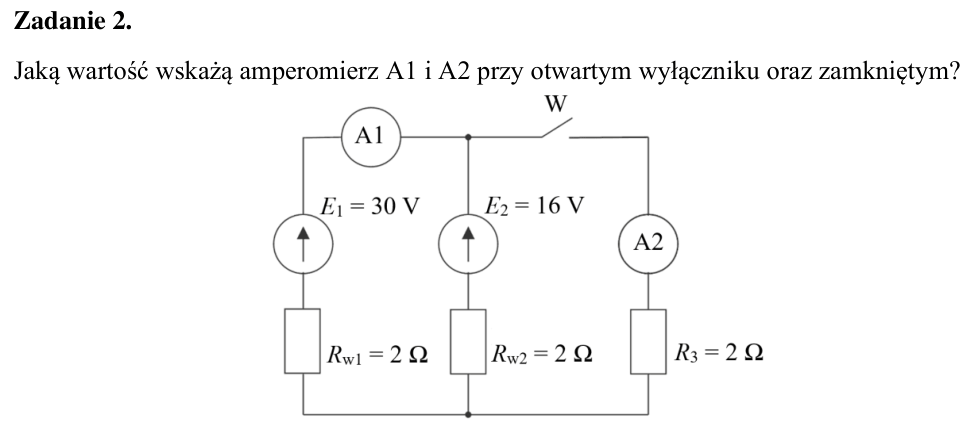 Zadanie 2.
Jaką wartość wskażą amperomierz A1 i A2 przy otwartym wyłączniku oraz zamkniętym?
W
A1
E₁ = 30 V
E₂ = 16 V
A2
Rw1 = 2 Ω
Rw2 = 2 Ω
R₃ = 2 Ω